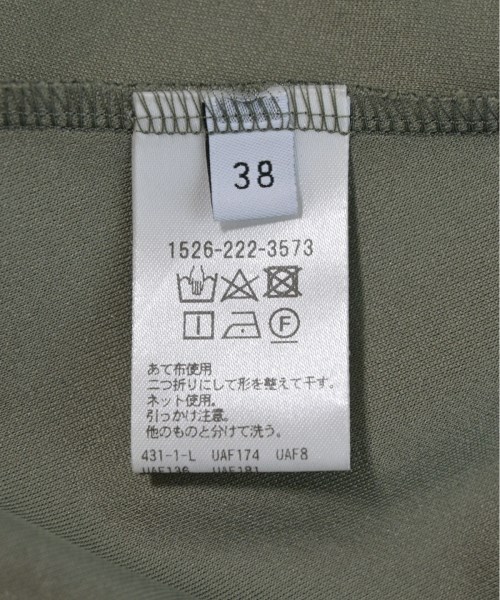 38
1526-222-3573
F
あて布使用
二つ折りにして形を整えて干す。
ネット使用。
引っかけ注意。
他のものと分けて洗う。
431-1-L UAF174 UAF8
UAF136 UAF181